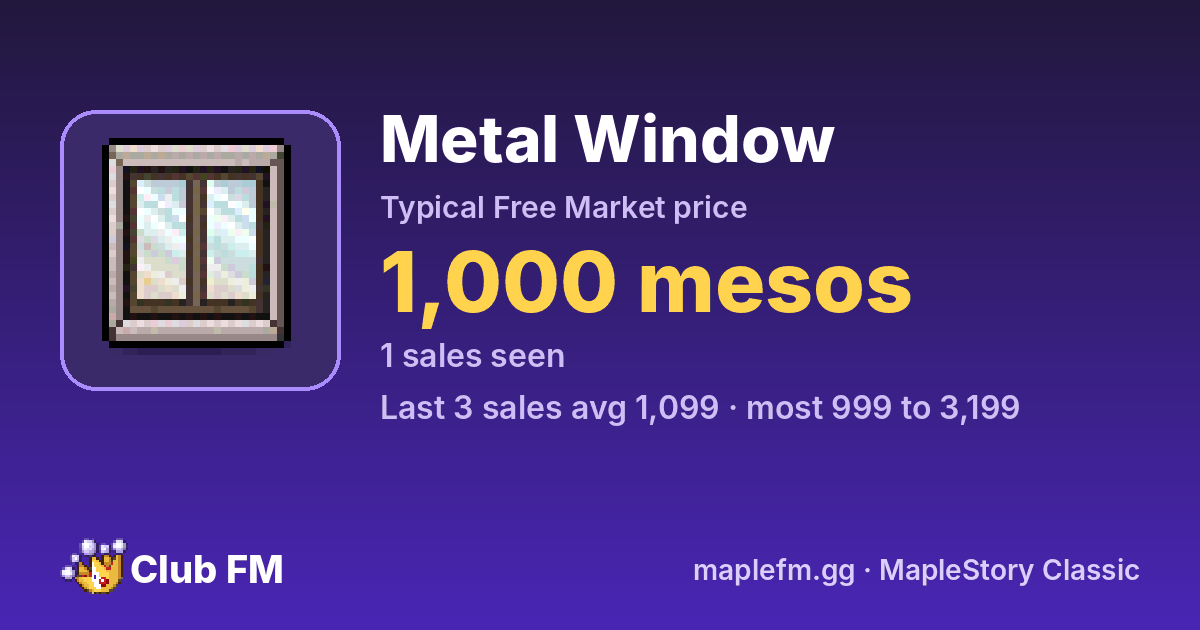 Metal Window
Typical Free Market price
1,000 mesos
1 sales seen
Last 3 sales avg 1,099 · most 999 to 3,199
Club FM
maplefm.gg · MapleStory Classic